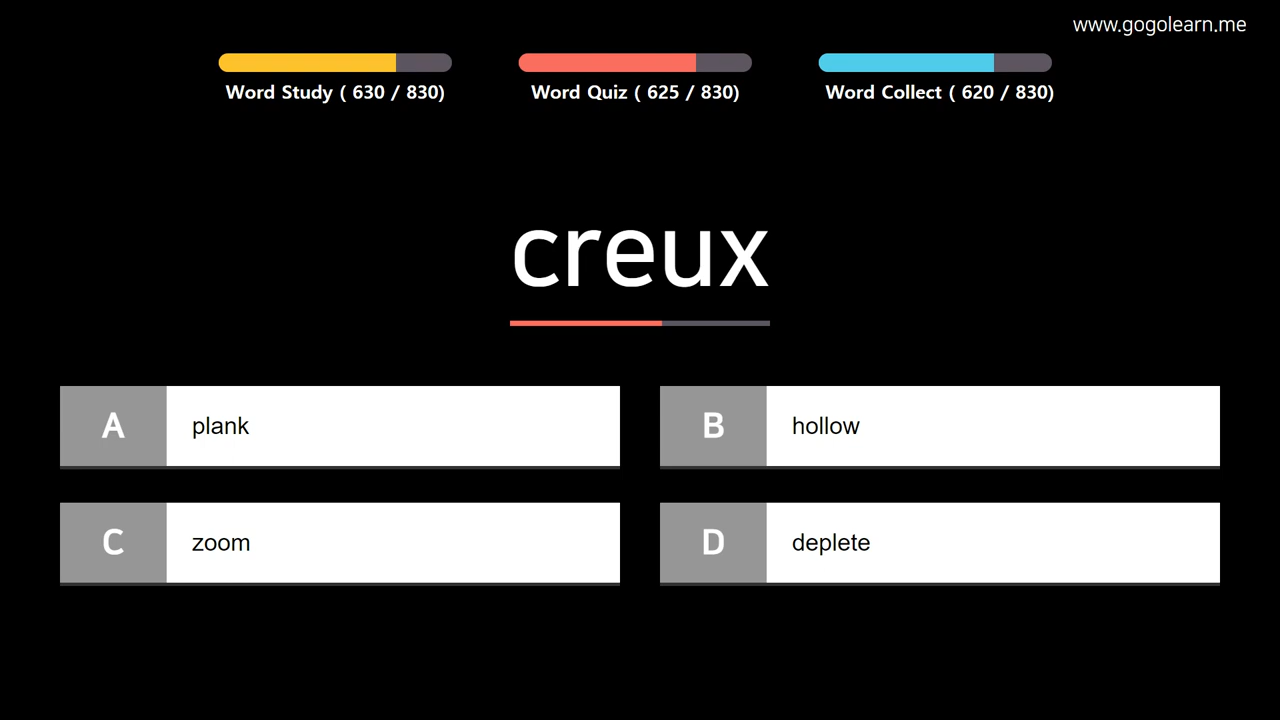 www.gogolearn.me
Word Study ( 630 / 830)
Word Quiz ( 625 / 830)
Word Collect ( 620 / 830)
creux
A plank
B hollow
C zoom
D deplete